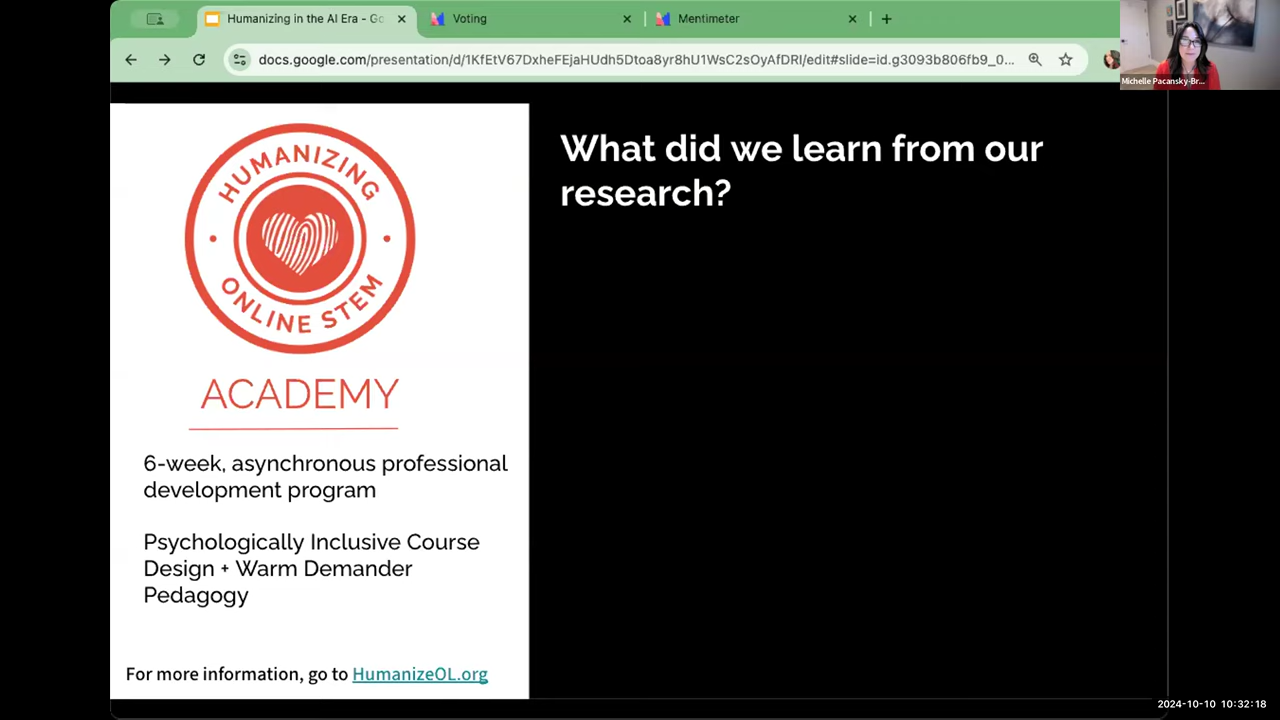 Humanizing in the AI Era - Go
Voting
Mentimeter
docs.google.com/presentation/d/1KfEtV67DxheFEjaHUdh5Dtoa8yr8hU1WsC2sOyAfDRI/edit#slide=id.g3093b806fb9_0...
Michelle Pacansky-Br...
HUMANIZING
ONLINE STEM
ACADEMY
6-week, asynchronous professional
development program
Psychologically Inclusive Course
Design + Warm Demander
Pedagogy
For more information, go to HumanizeOL.org
What did we learn from our
research?
2024-10-10 10:32:18